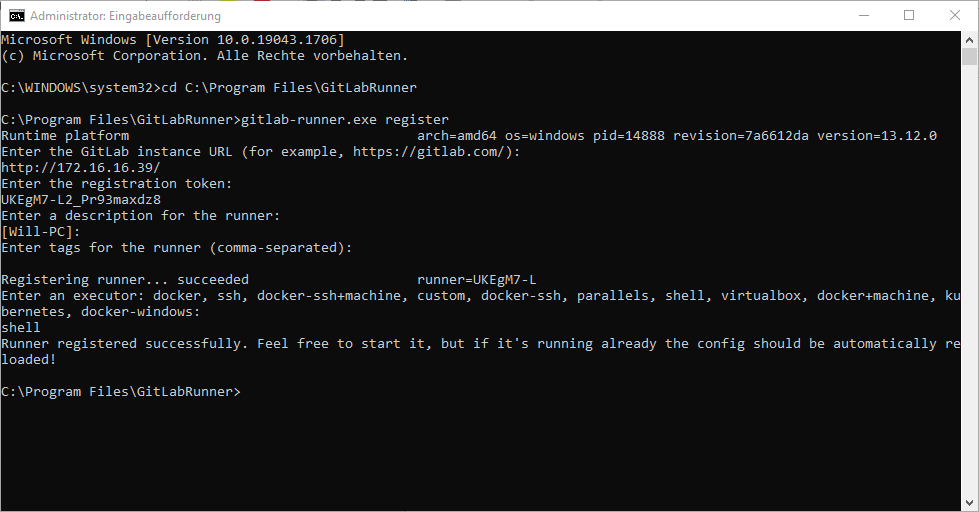 Administrator: Eingabeaufforderung
Microsoft Windows [Version 10.0.19043.1706]
(c) Microsoft Corporation. Alle Rechte vorbehalten.
C:\WINDOWS\system32>cd C:\Program Files\GitLabRunner
C:\Program Files\GitLabRunner>gitlab-runner.exe register
Runtime platform                                    arch=amd64 os=windows pid=14888 revision=7a6612da version=13.12.0
Enter the GitLab instance URL (for example, https://gitlab.com/):
http://172.16.16.39/
Enter the registration token:
UKEgM7-L2_Pr93maxdz8
Enter a description for the runner:
[Will-PC]:
Enter tags for the runner (comma-separated):
Registering runner... succeeded                     runner=UKEgM7-L
Enter an executor: docker, ssh, docker-ssh+machine, custom, docker-ssh, parallels, shell, virtualbox, docker+machine, ku
bernetes, docker-windows:
shell
Runner registered successfully. Feel free to start it, but if it's running already the config should be automatically re
loaded!
C:\Program Files\GitLabRunner>